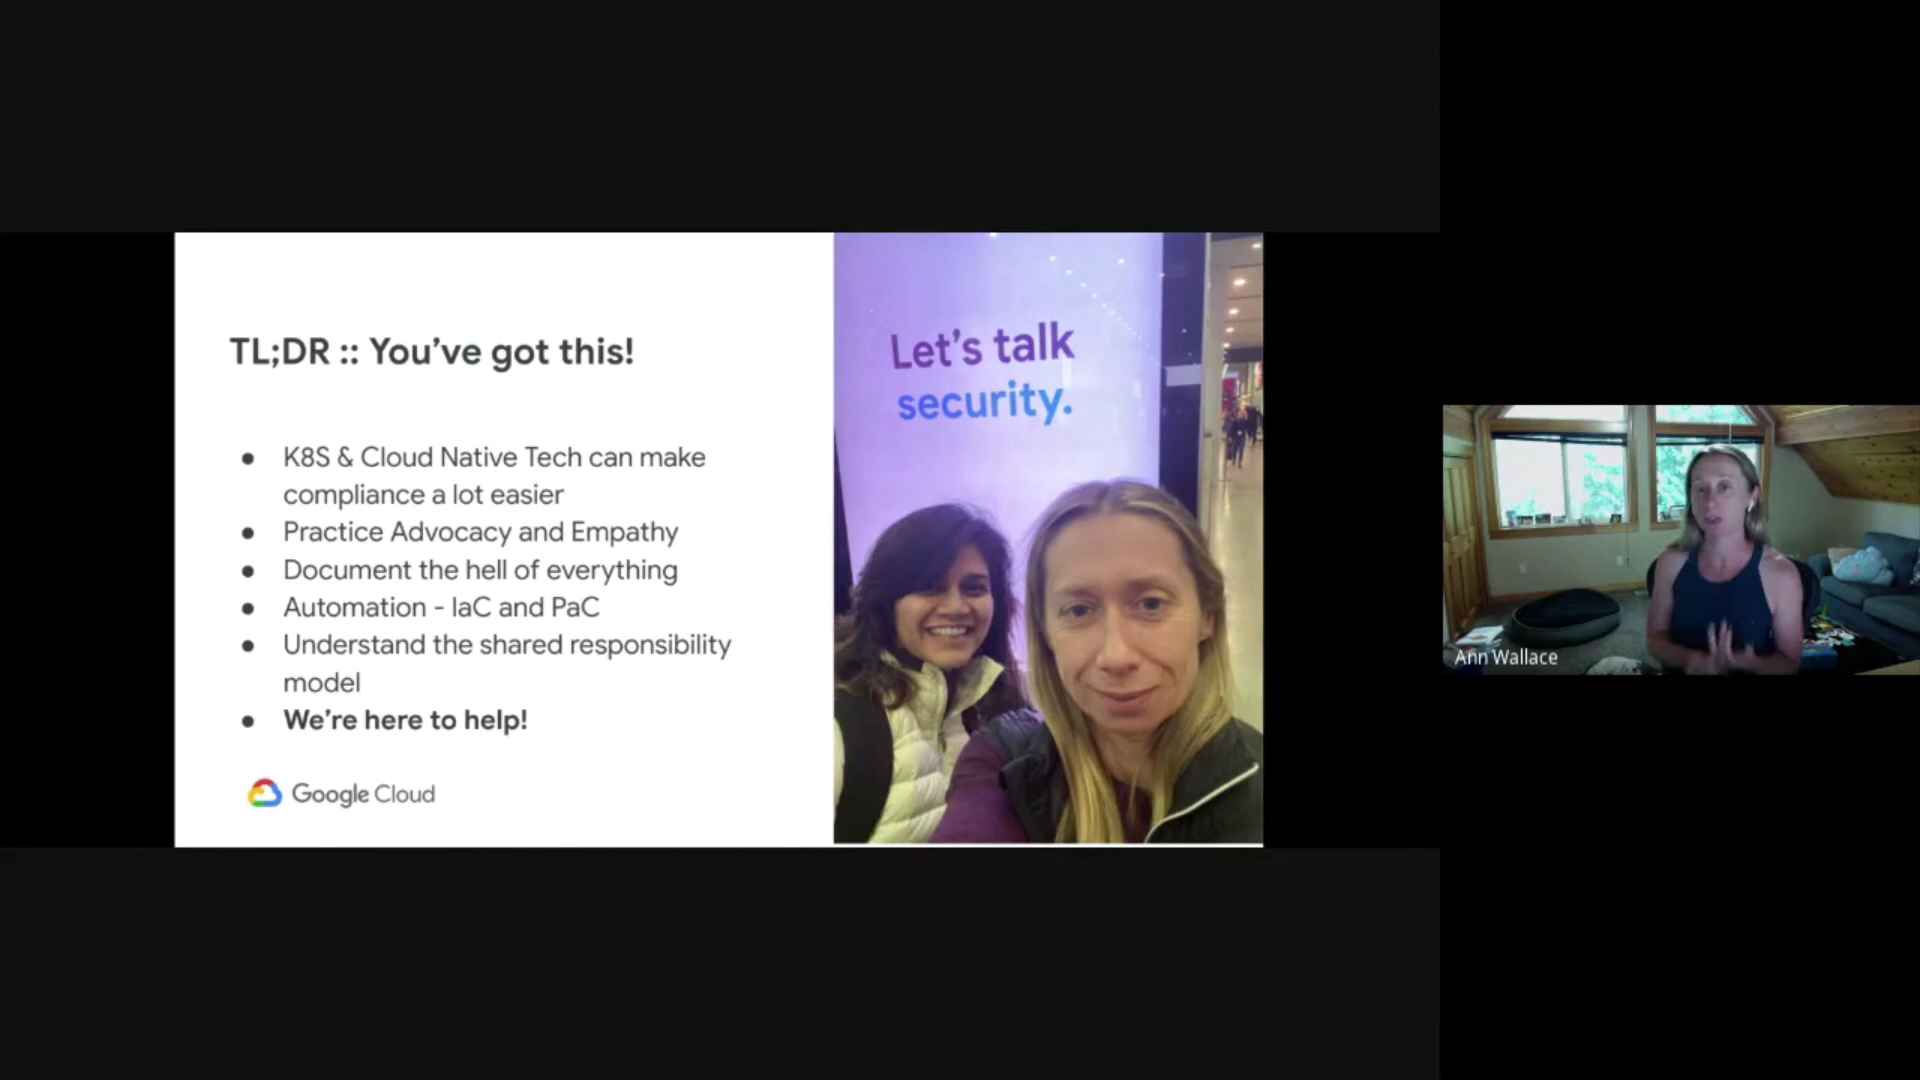 TL;DR :: You've got this!
● K8S & Cloud Native Tech can make
compliance a lot easier
● Practice Advocacy and Empathy
● Document the hell of everything
● Automation - IaC and PaC
● Understand the shared responsibility
model
● We're here to help!
Google Cloud
Let's talk
security.
Ann Wallace